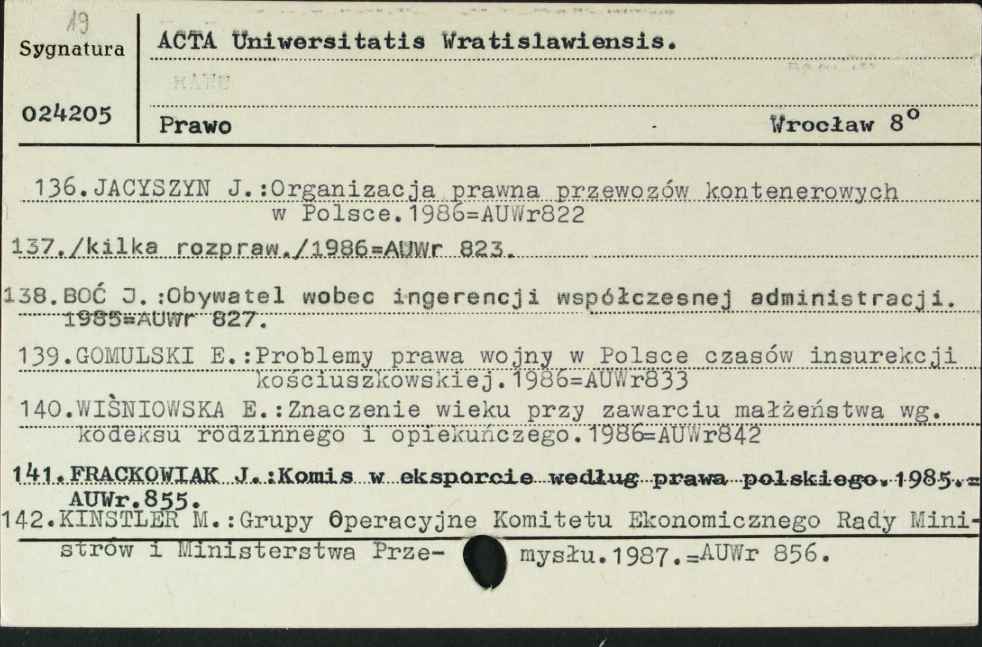 19
Sygnatura
ACTA Uniwersitatis Wratislawiensis.
024205
Prawo Wrocław 8°
136.JACYSZYN J.:Organizacja prawna przewozów kontenerowych
w Polsce.1986=AUWr822
137./kilka rozpraw./1986=AUWr 823.
138.BOĆ J.:Obywatel wobec ingerencji współczesnej administracji.
1985=AUWr 827.
139.GOMULSKI E.:Problemy prawa wojny w Polsce czasów insurekcji
kościuszkowskiej.1986=AUWr833
140.WIŚNIOWSKA E.:Znaczenie wieku przy zawarciu małżeństwa wg.
kodeksu rodzinnego i opiekuńczego.1986=AUWr842
141.FRACKOWIAK J.:Komis w eksporcie według prawa polskiego.1985.=
AUWr.855.
142.KINSTLER M.:Grupy Operacyjne Komitetu Ekonomicznego Rady Mini-
strów i Ministerstwa Prze- mysłu.1987.=AUWr 856.